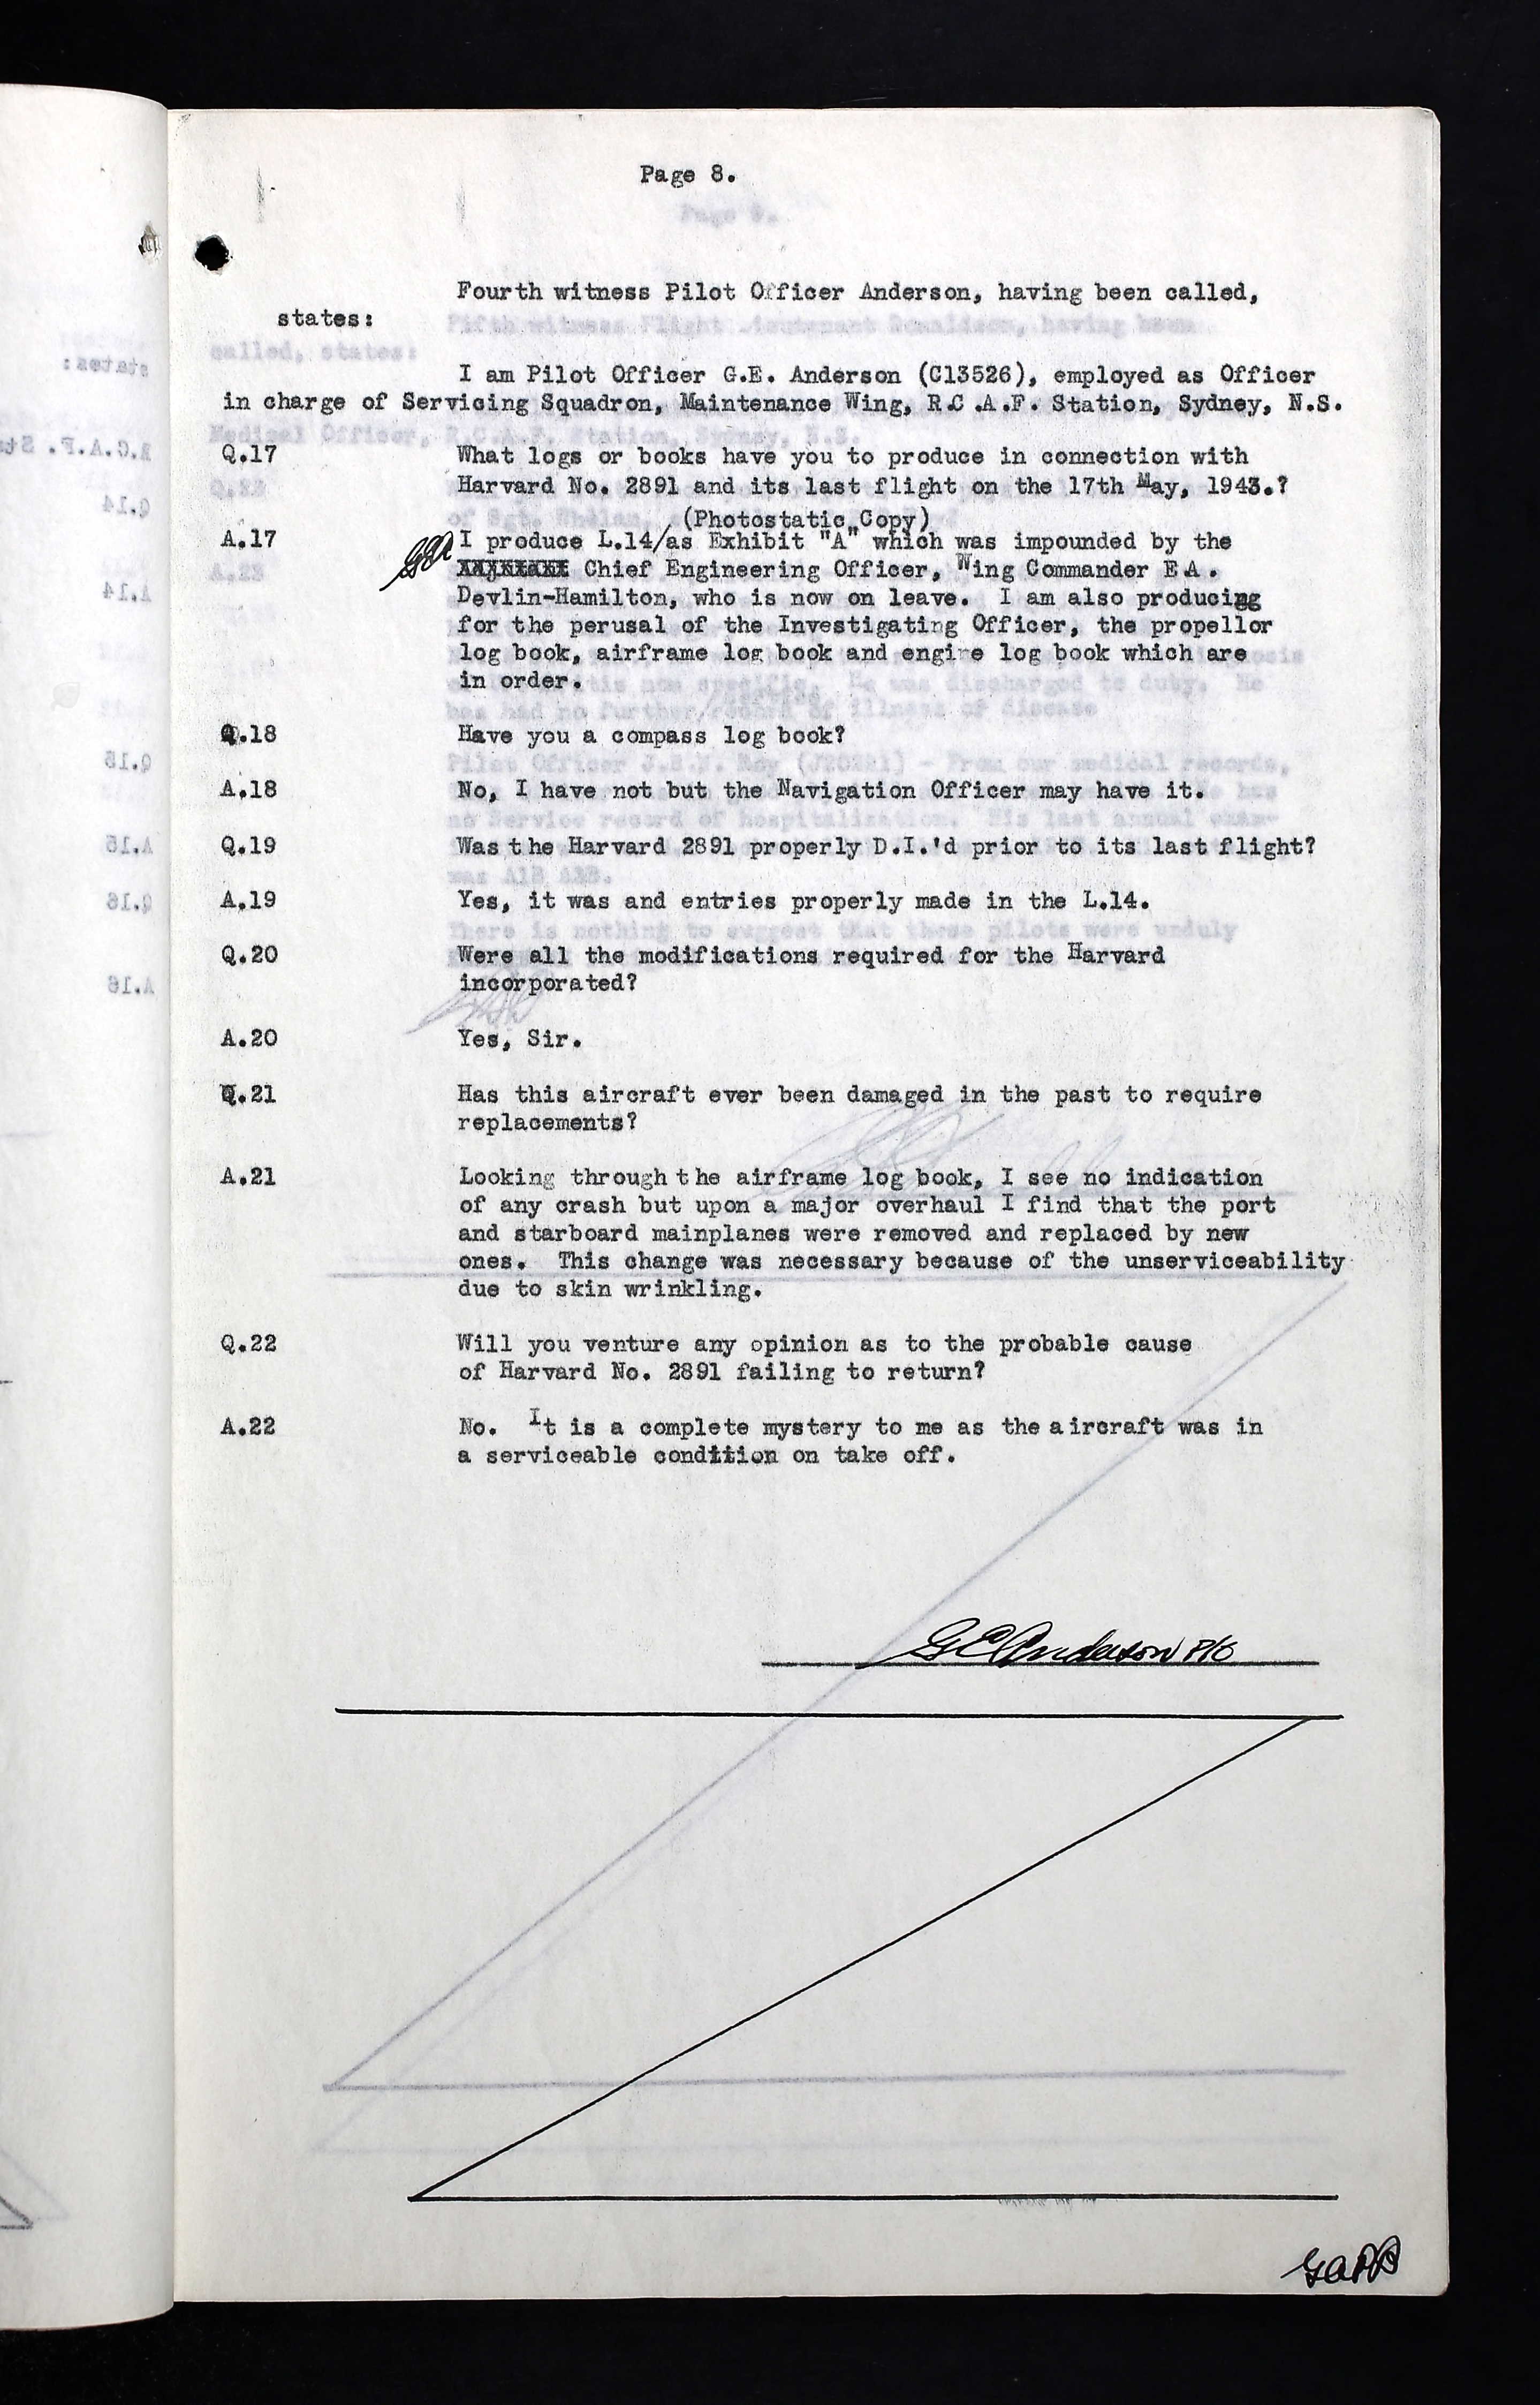 Page 8.
Fourth witness Pilot Officer Anderson, having been called,
states:
I am Pilot Officer G.E. Anderson (C13526), employed as Officer
in charge of Servicing Squadron, Maintenance Wing, R.C.A.F. Station, Sydney, N.S.
Q.17 What logs or books have you to produce in connection with
Harvard No. 2891 and its last flight on the 17th May, 1943.?
(Photostatic Copy)
A.17 I produce L.14/as Exhibit "A" which was impounded by the
Chief Engineering Officer, Wing Commander E.A.
Devlin-Hamilton, who is now on leave. I am also producing
for the perusal of the Investigating Officer, the propellor
log book, airframe log book and engine log book which are
in order.
Q.18 Have you a compass log book?
A.18 No, I have not but the Navigation Officer may have it.
Q.19 Was the Harvard 2891 properly D.I.'d prior to its last flight?
A.19 Yes, it was and entries properly made in the L.14.
Q.20 Were all the modifications required for the Harvard
incorporated?
A.20 Yes, Sir.
Q.21 Has this aircraft ever been damaged in the past to require
replacements?
A.21 Looking through the airframe log book, I see no indication
of any crash but upon a major overhaul I find that the port
and starboard mainplanes were removed and replaced by new
ones. This change was necessary because of the unserviceability
due to skin wrinkling.
Q.22 Will you venture any opinion as to the probable cause
of Harvard No. 2891 failing to return?
A.22 No. It is a complete mystery to me as the aircraft was in
a serviceable condition on take off.
G E Anderson P/O